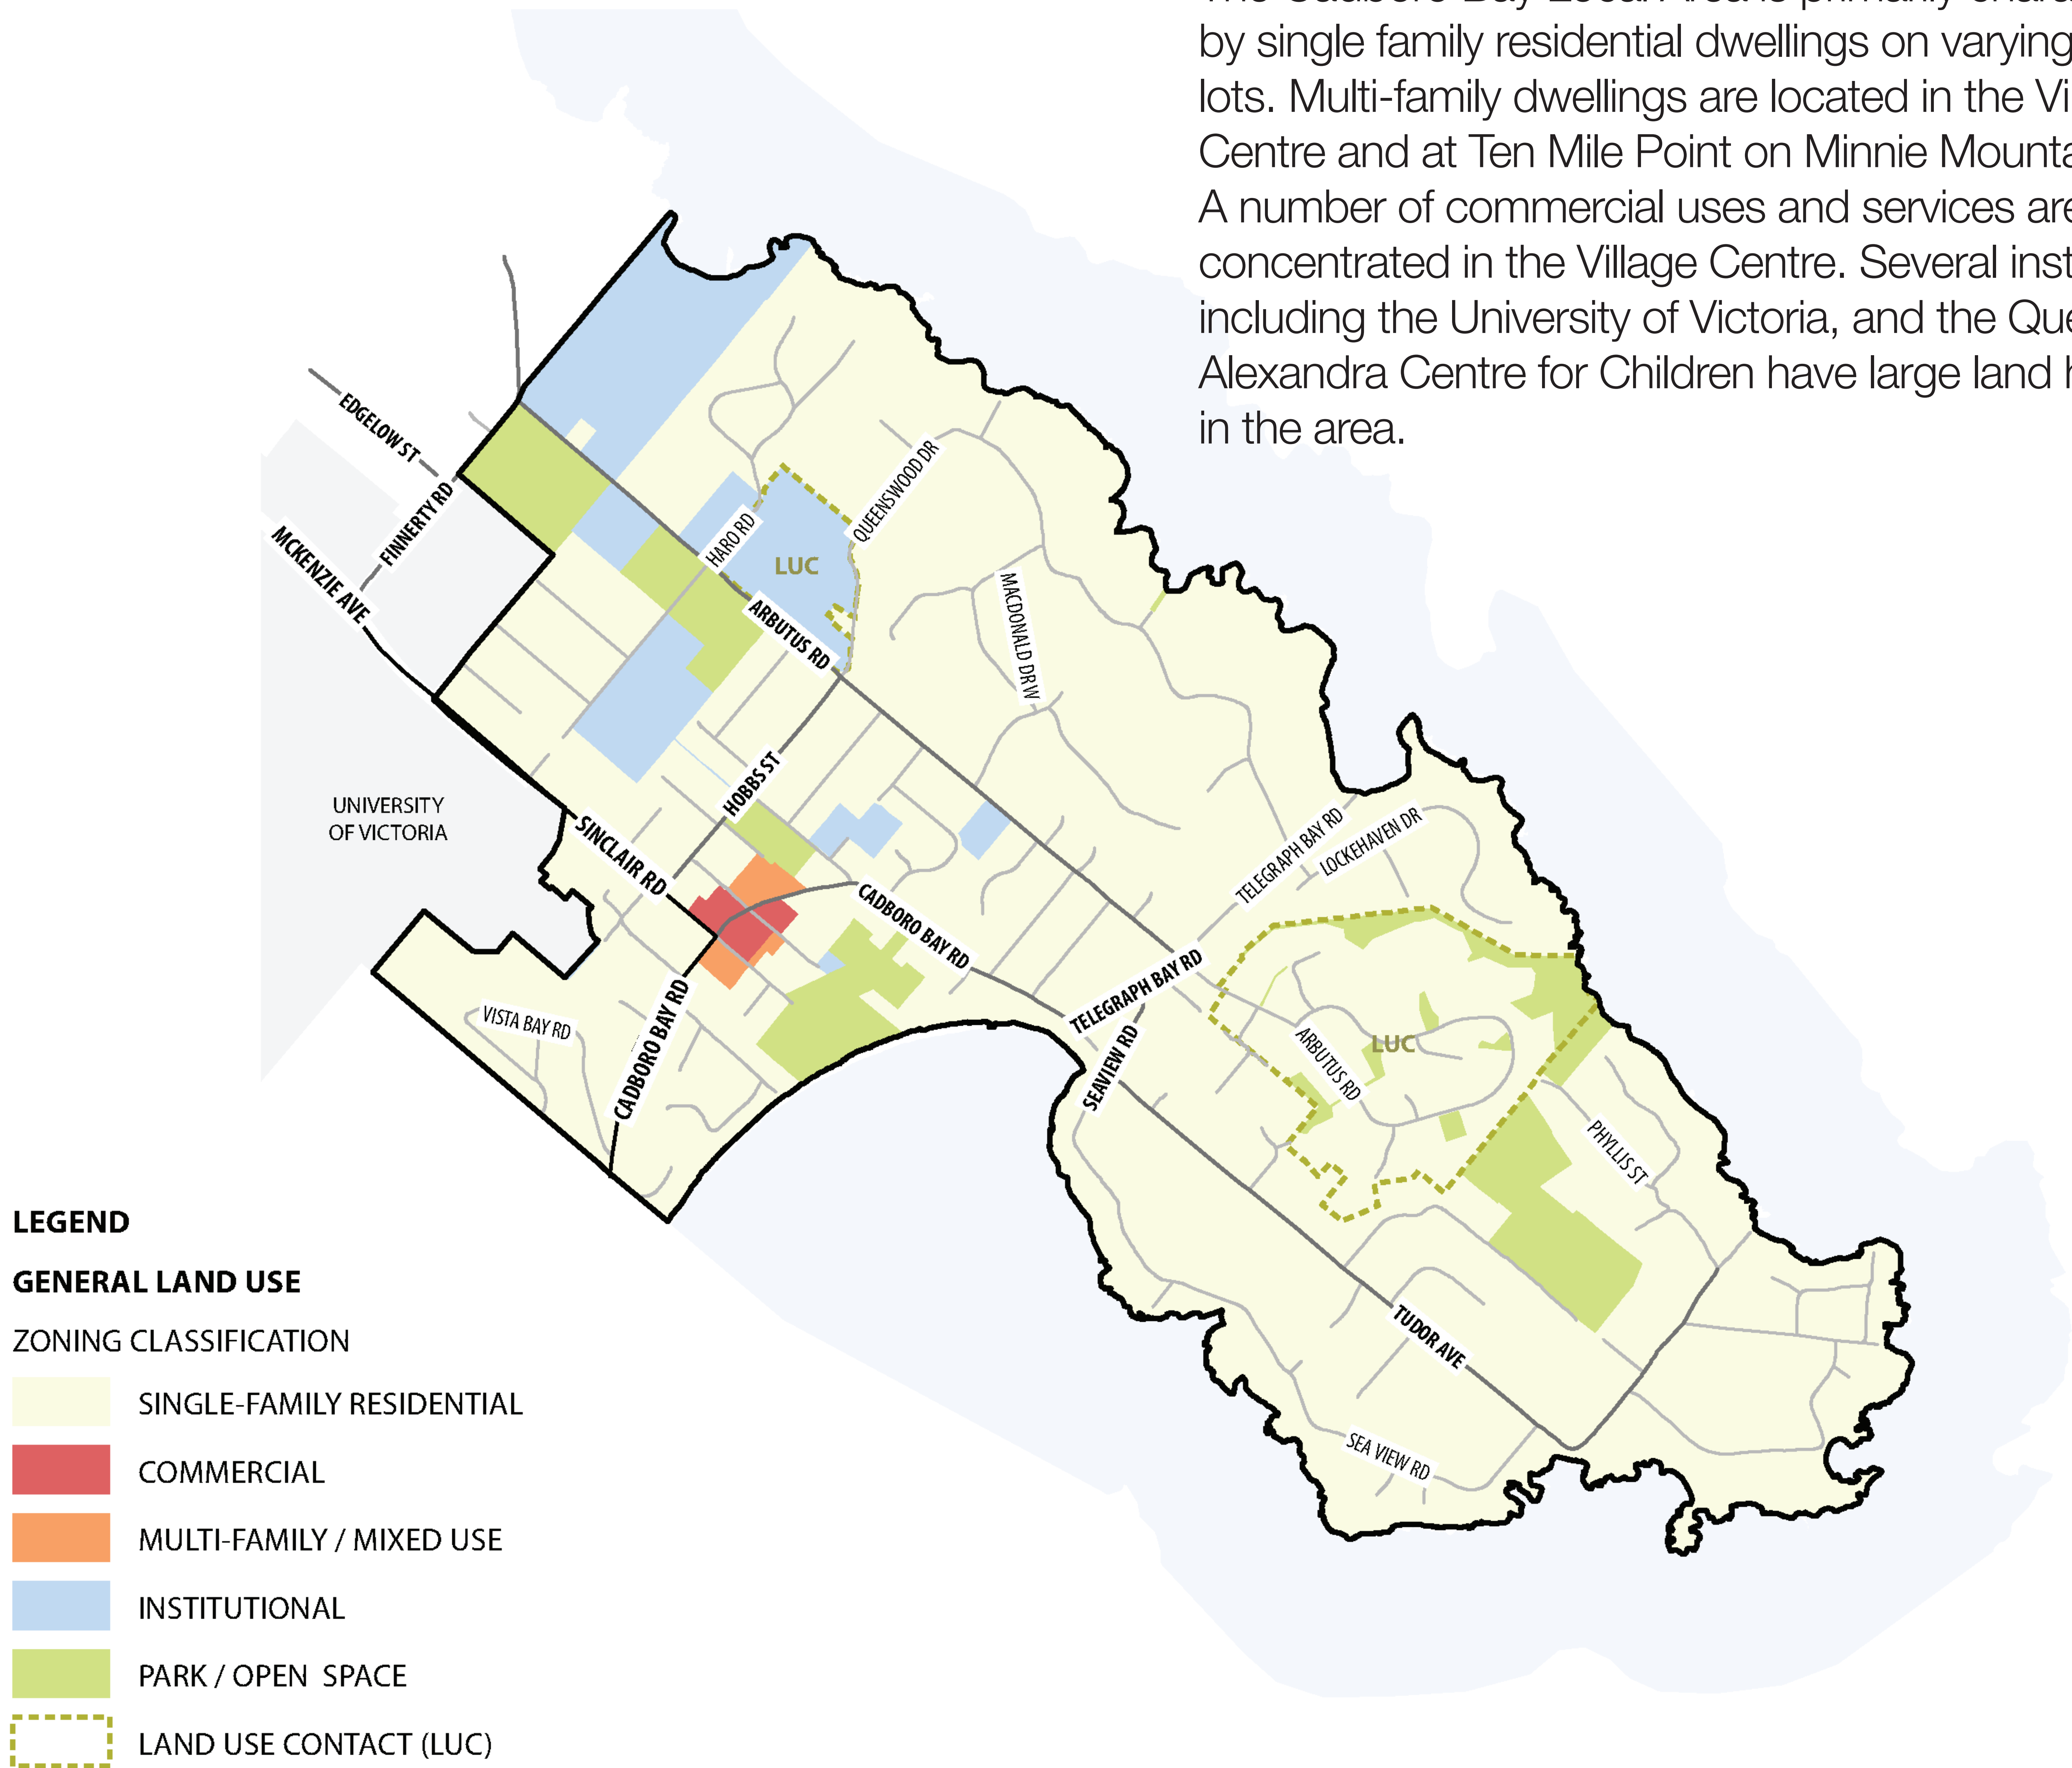 by single family residential dwellings on varying
lots. Multi-family dwellings are located in the
Centre and at Ten Mile Point on Minnie
A number of commercial uses and services
concentrated in the Village Centre. Several
including the University of Victoria, and the
Alexandra Centre for Children have large land
in the area.
EDGELOW ST
FINNERTY RD
MCKENZIE AVE
HARO RD
QUEENSWOOD DR
LUC
ARBUTUS RD
MACDONALD DR W
HOBBS ST
UNIVERSITY
OF VICTORIA
SINCLAIR RD
TELEGRAPH BAY RD
LOCKEHAVEN DR
CADBORO BAY RD
TELEGRAPH BAY RD
VISTA BAY RD
CADBORO BAY RD
SEAVIEW RD
ARBUTUS RD
LUC
PHYLLIS ST
TUDOR AVE
SEA VIEW RD
LEGEND
GENERAL LAND USE
ZONING CLASSIFICATION
SINGLE-FAMILY RESIDENTIAL
COMMERCIAL
MULTI-FAMILY / MIXED USE
INSTITUTIONAL
PARK / OPEN SPACE
LAND USE CONTACT (LUC)